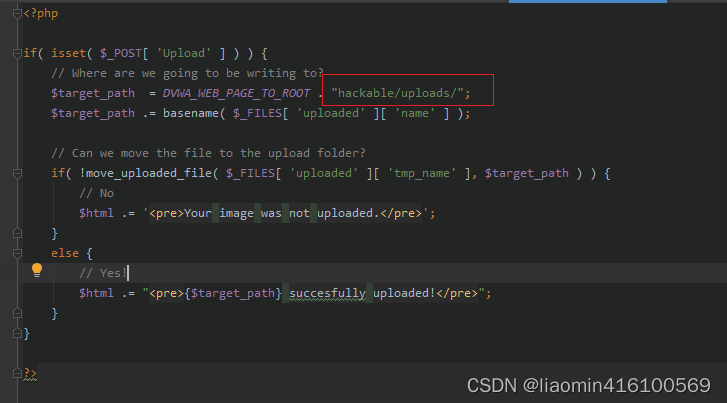 <?php
if( isset( $_POST[ 'Upload' ] ) ) {
// Where are we going to be writing to?
$target_path  = DVWA_WEB_PAGE_TO_ROOT . "hackable/uploads/";
$target_path .= basename( $_FILES[ 'uploaded' ][ 'name' ] );
// Can we move the file to the upload folder?
if( !move_uploaded_file( $_FILES[ 'uploaded' ][ 'tmp_name' ], $target_path ) ) {
// No
$html .= '<pre>Your image was not uploaded.</pre>';
}
else {
// Yes!
$html .= "<pre>{$target_path} succesfully uploaded!</pre>";
}
}
?>
CSDN @liaomin416100569